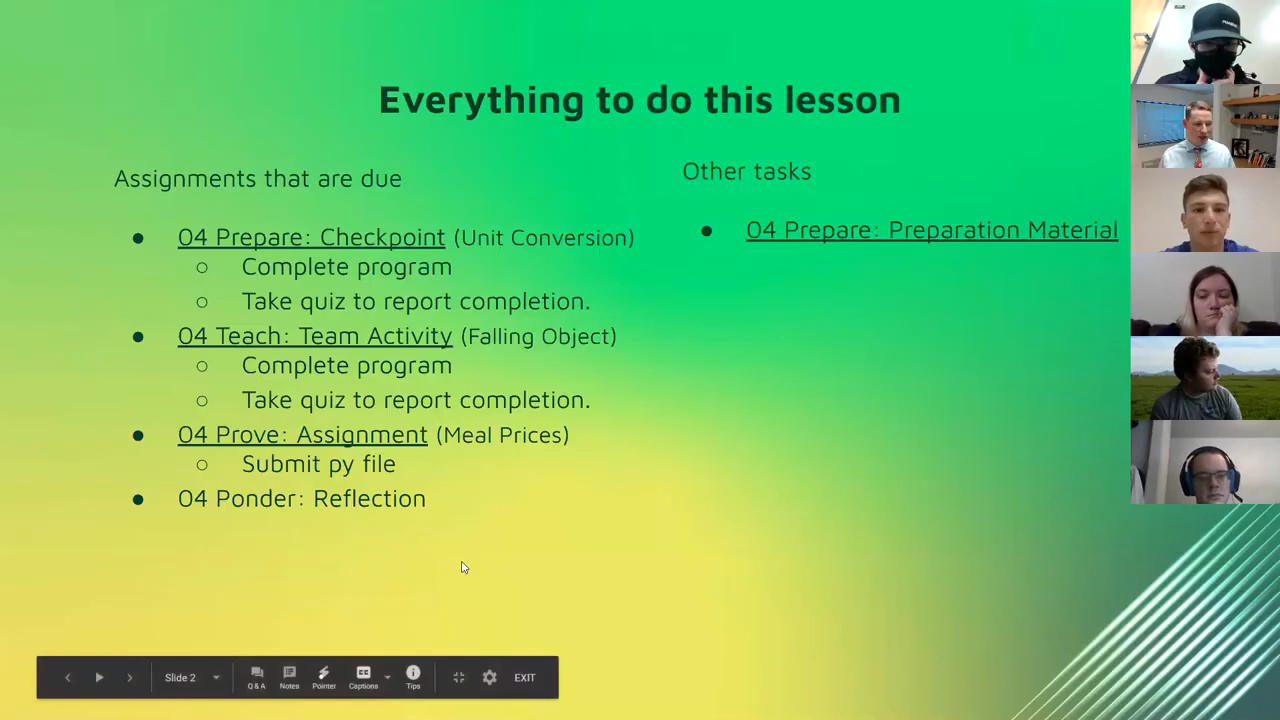 Everything to do this lesson
Assignments that are due
● 04 Prepare: Checkpoint (Unit Conversion)
○ Complete program
○ Take quiz to report completion.
● 04 Teach: Team Activity (Falling Object)
○ Complete program
○ Take quiz to report completion.
● 04 Prove: Assignment (Meal Prices)
○ Submit py file
● 04 Ponder: Reflection
Other tasks
● 04 Prepare: Preparation Material
Slide 2
Q & A
Notes
Pointer
CC
Captions
Tips
EXIT